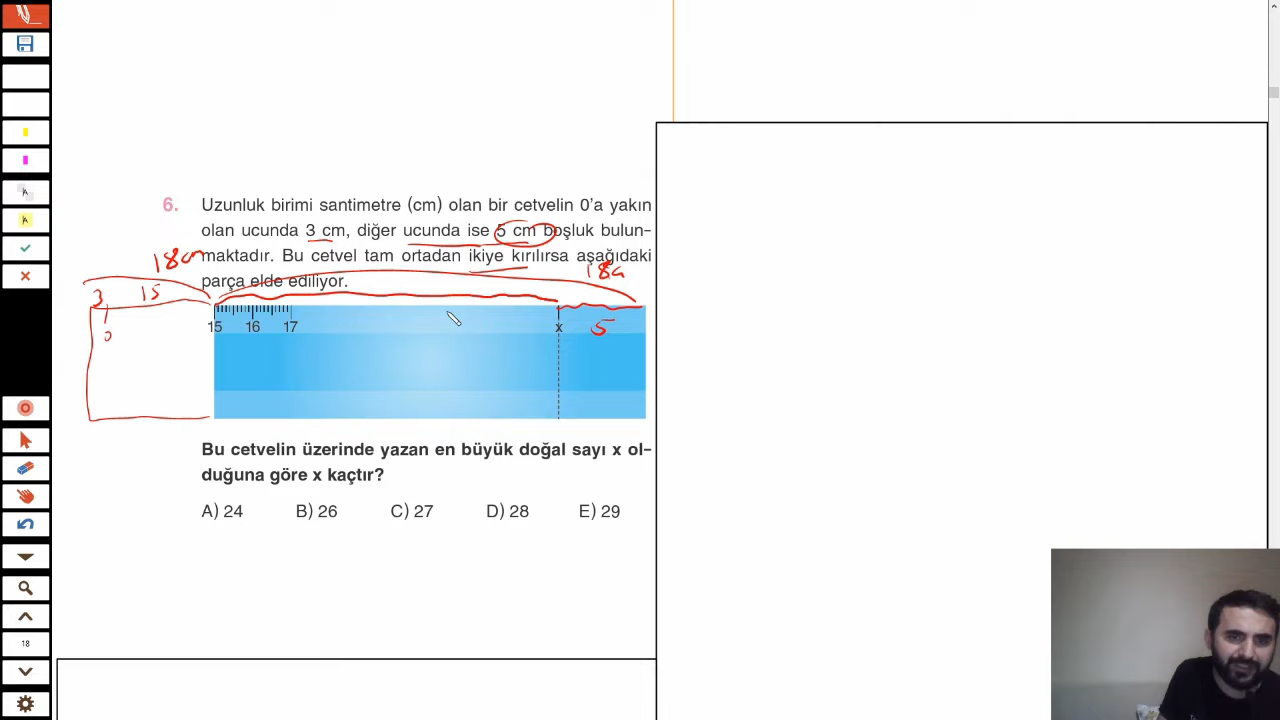 6. Uzunluk birimi santimetre (cm) olan bir cetvelin 0'a yakın
olan ucunda 3 cm, diğer ucunda ise 5 cm boşluk bulun-
maktadır. Bu cetvel tam ortadan ikiye kırılırsa aşağıdaki
parça elde ediliyor.
18cm
18cm
3 15
0
15 16 17 x 5
Bu cetvelin üzerinde yazan en büyük doğal sayı x ol-
duğuna göre x kaçtır?
A) 24 B) 26 C) 27 D) 28 E) 29
A
A
18